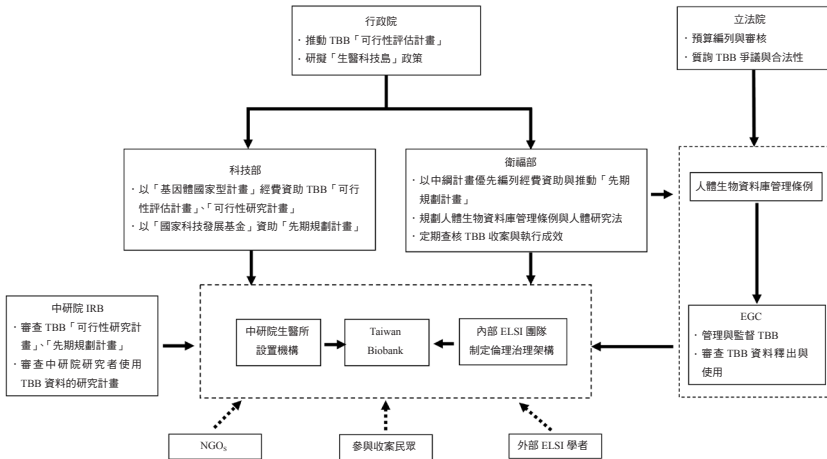 行政院
· 推動 TBB「可行性評估計畫」
· 研擬「生醫科技島」政策
立法院
· 預算編列與審核
· 質詢 TBB 爭議與合法性
科技部
· 以「基因體國家型計畫」經費資助 TBB「可行
性評估計畫」、「可行性研究計畫」
· 以「國家科技發展基金」資助「先期規劃計畫」
衛福部
· 以中綱計畫優先編列經費資助與推動「先期
規劃計畫」
· 規劃人體生物資料庫管理條例與人體研究法
· 定期查核 TBB 收案與執行成效
人體生物資料庫管理條例
中研院 IRB
· 審查 TBB「可行性研究計
畫」、「先期規劃計畫」
· 審查中研院研究者使用
TBB 資料的研究計畫
中研院生醫所
設置機構
Taiwan
Biobank
內部 ELSI 團隊
制定倫理治理架構
EGC
· 管理與監督 TBB
· 審查 TBB 資料釋出與
使用
NGOs
參與收案民眾
外部 ELSI 學者